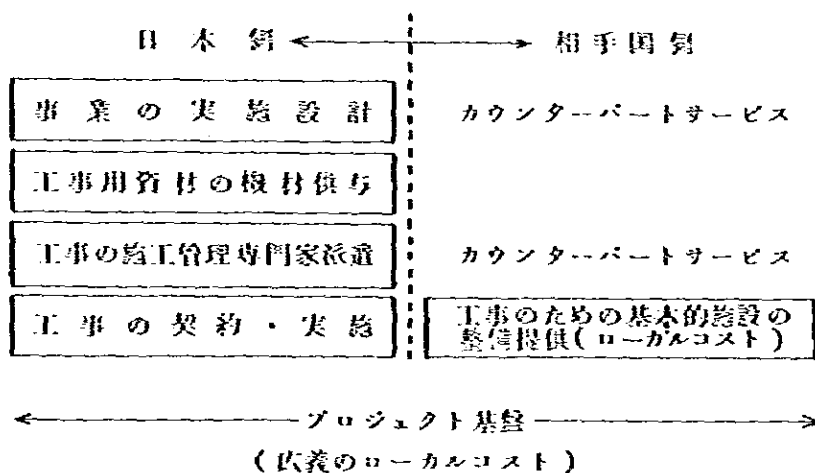 日本側 ←→ 相手国側
事業の実施設計 カウンターパートサービス
工事用資材の機材供与
工事の施工管理専門家派遣 カウンターパートサービス
工事の契約・実施 工事のための基本的施設の
整備提供(ローカルコスト)
プロジェクト基盤
(広義のローカルコスト)